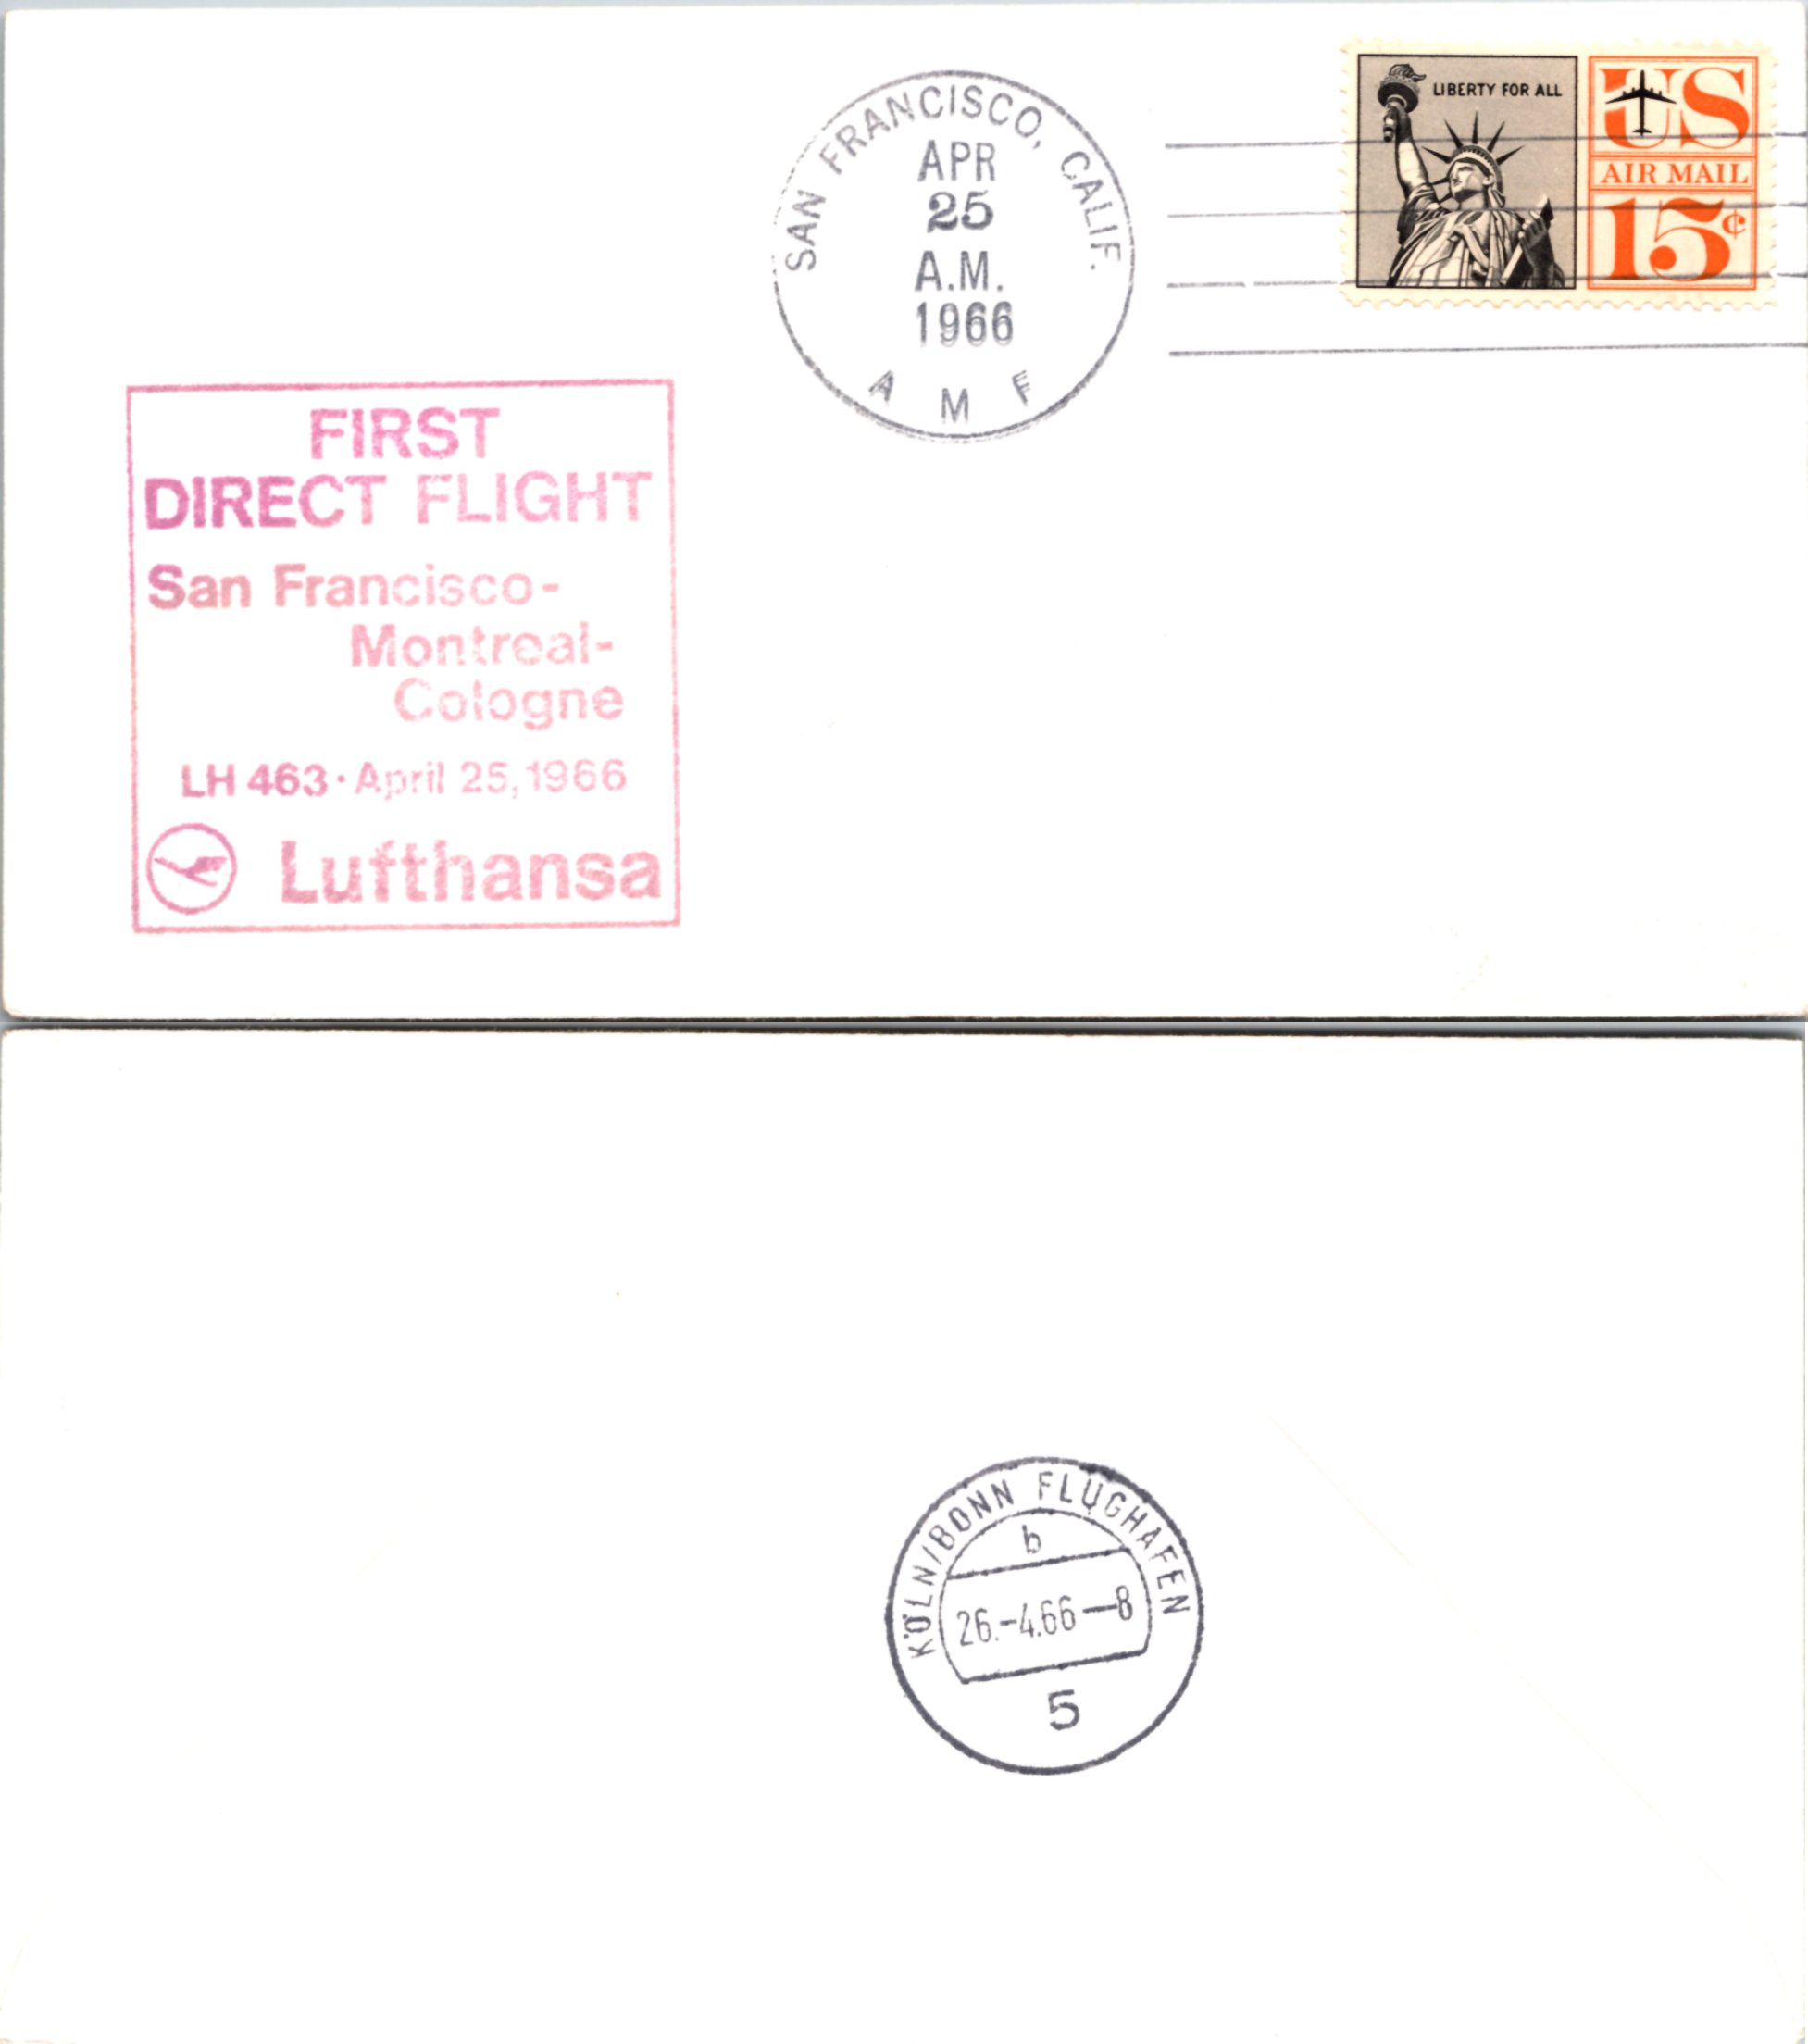 SAN FRANCISCO, CALIF.
APR
25
A.M.
1966
A M F
LIBERTY FOR ALL
US
AIR MAIL
15¢
FIRST
DIRECT FLIGHT
San Francisco-
Montreal-
Cologne
LH 463 · April 25, 1966
Lufthansa
KÖLN/BONN FLUGHAFEN
b
26.-4.66-8
5